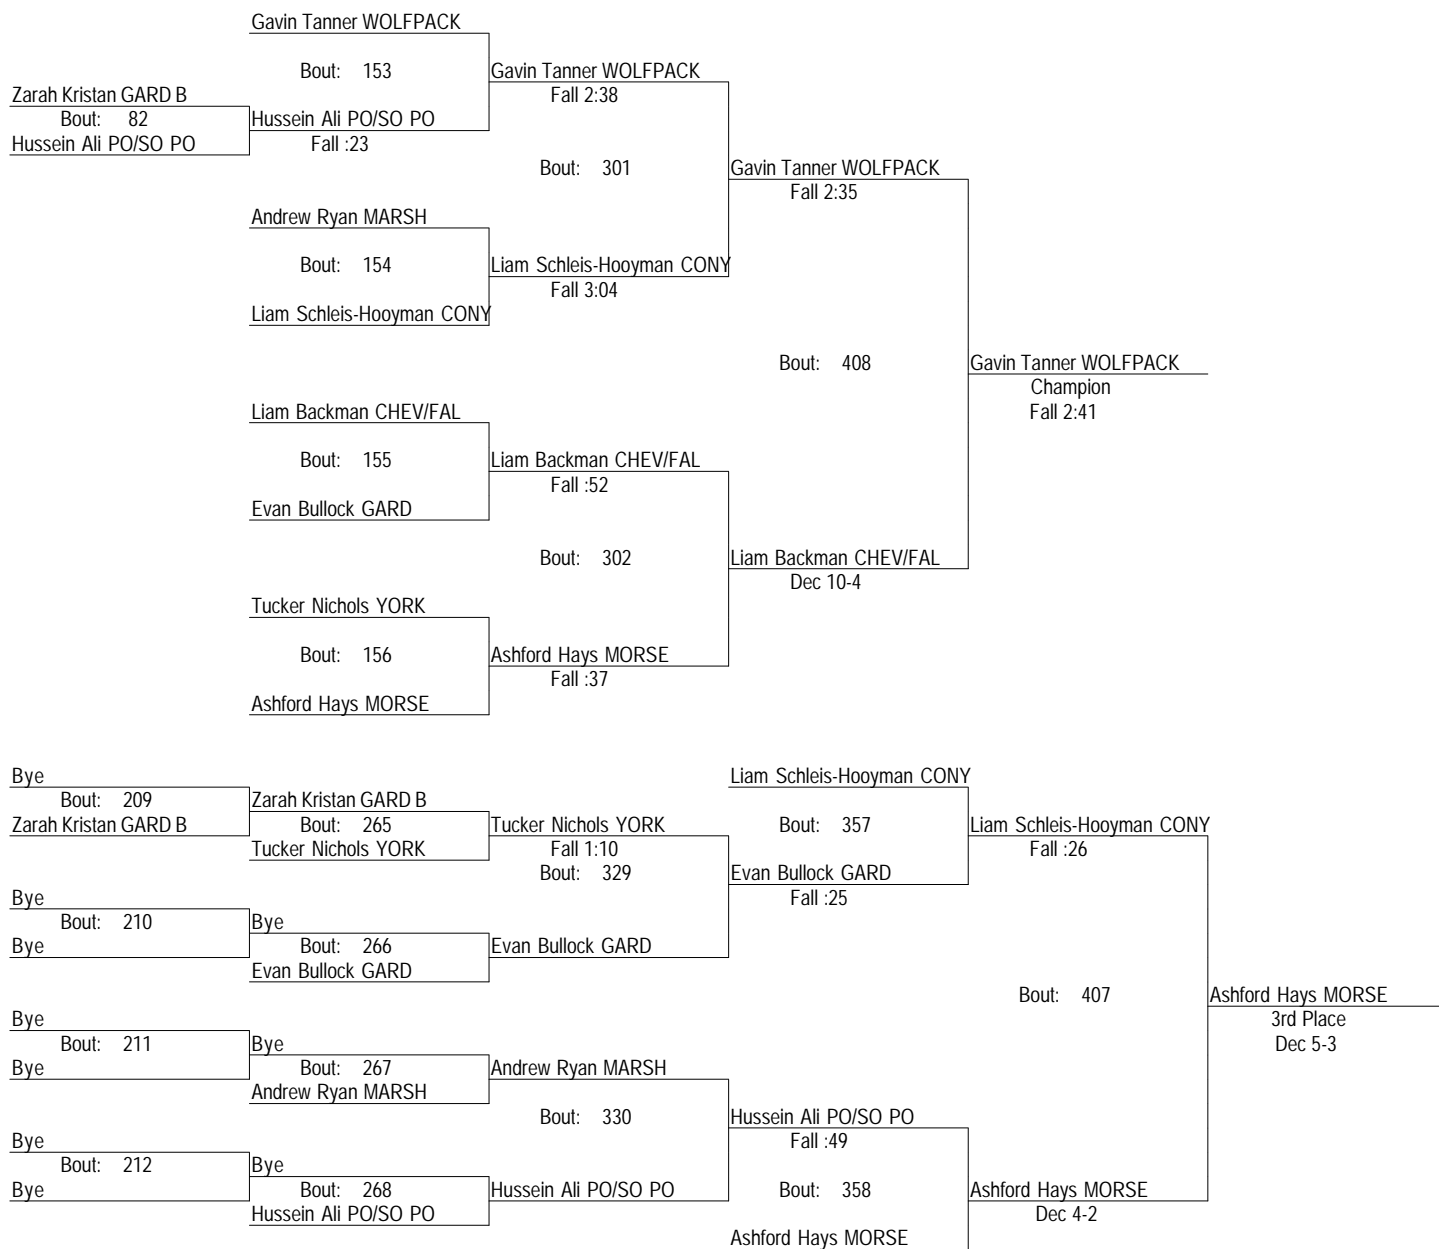 Gavin Tanner WOLFPACK
Bout: 153
Gavin Tanner WOLFPACK
Zarah Kristan GARD B
Fall 2:38
Bout: 82
Hussein Ali PO/SO PO
Hussein Ali PO/SO PO
Fall :23
Bout: 301
Gavin Tanner WOLFPACK
Fall 2:35
Andrew Ryan MARSH
Bout: 154
Liam Schleis-Hooyman CONY
Fall 3:04
Liam Schleis-Hooyman CONY
Bout: 408
Gavin Tanner WOLFPACK
Champion
Liam Backman CHEV/FAL
Fall 2:41
Bout: 155
Liam Backman CHEV/FAL
Fall :52
Evan Bullock GARD
Bout: 302
Liam Backman CHEV/FAL
Dec 10-4
Tucker Nichols YORK
Bout: 156
Ashford Hays MORSE
Fall :37
Ashford Hays MORSE
Bye
Liam Schleis-Hooyman CONY
Bout: 209
Zarah Kristan GARD B
Zarah Kristan GARD B
Bout: 265
Tucker Nichols YORK
Bout: 357
Liam Schleis-Hooyman CONY
Tucker Nichols YORK
Fall 1:10
Fall :26
Bout: 329
Evan Bullock GARD
Bye
Fall :25
Bout: 210
Bye
Bye
Bout: 266
Evan Bullock GARD
Evan Bullock GARD
Bout: 407
Ashford Hays MORSE
Bye
3rd Place
Bout: 211
Bye
Dec 5-3
Bye
Bout: 267
Andrew Ryan MARSH
Andrew Ryan MARSH
Bout: 330
Hussein Ali PO/SO PO
Bye
Fall :49
Bout: 212
Bye
Bye
Bout: 268
Hussein Ali PO/SO PO
Bout: 358
Ashford Hays MORSE
Hussein Ali PO/SO PO
Dec 4-2
Ashford Hays MORSE